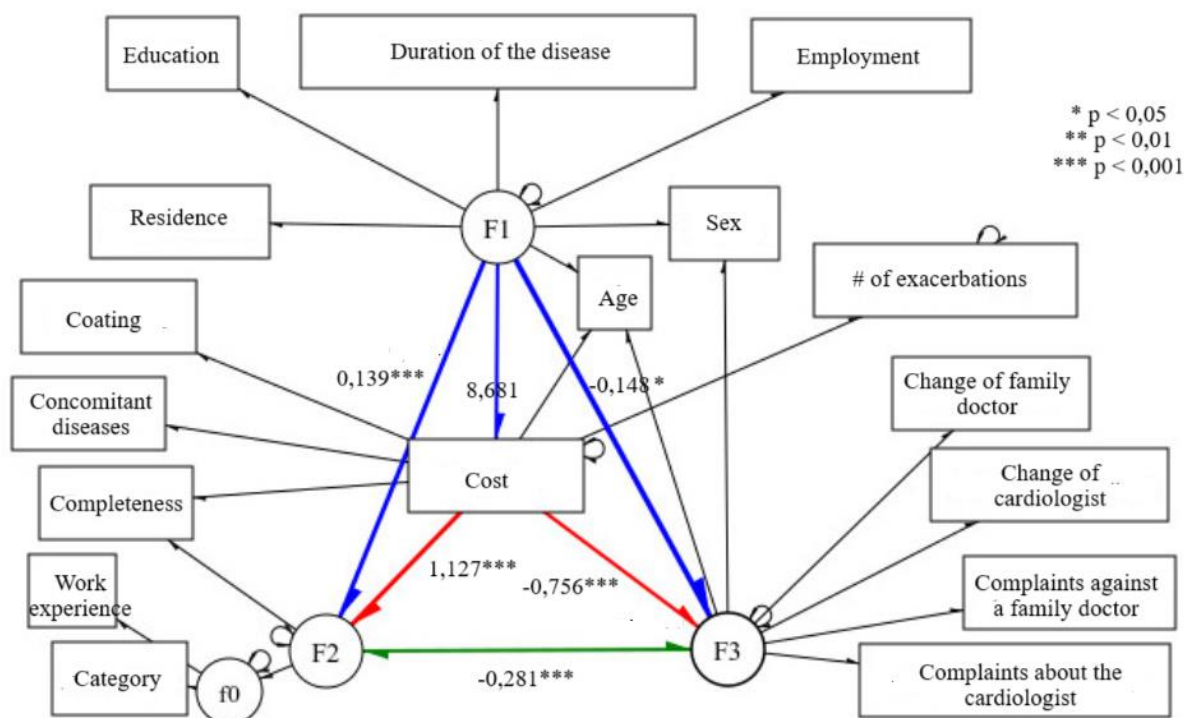 Education
Duration of the disease
Employment
* p < 0,05
** p < 0,01
*** p < 0,001
Residence
F1
Sex
# of exacerbations
Age
Coating
0,139***
8,681
-0,148*
Change of family
doctor
Concomitant
diseases
Cost
Change of
cardiologist
Completeness
1,127***
-0,756***
Work
experience
Complaints against
a family doctor
F2
F3
Category
f0
-0,281***
Complaints about the
cardiologist